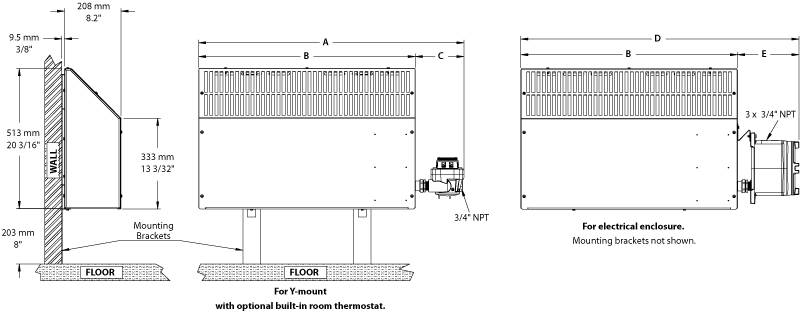 208 mm
8.2"
9.5 mm
3/8"
513 mm
20 3/16"
WALL
333 mm
13 3/32"
203 mm
8"
Mounting
Brackets
FLOOR
A
B
C
3/4" NPT
FLOOR
For Y-mount
with optional built-in room thermostat.
D
B
E
3 x 3/4" NPT
For electrical enclosure.
Mounting brackets not shown.